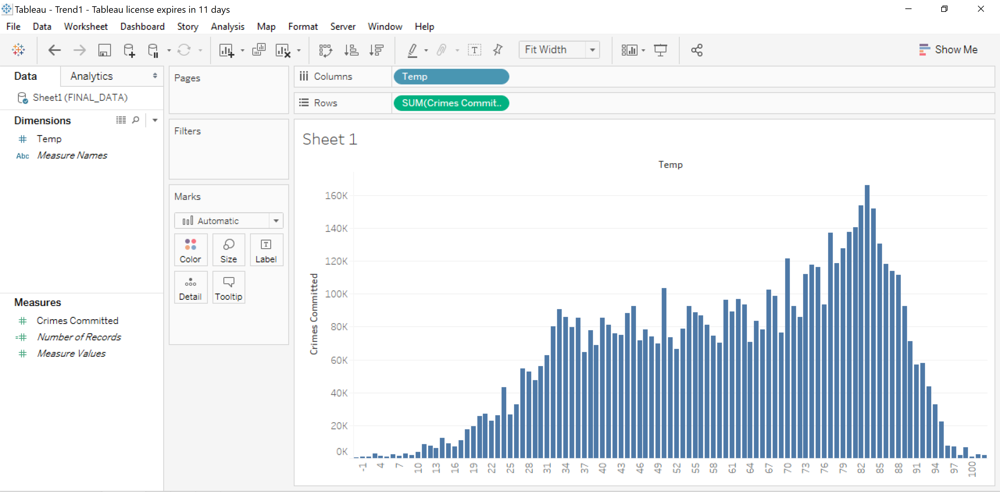 Tableau - Trend1 - Tableau license expires in 11 days
File Data Worksheet Dashboard Story Analysis Map Format Server Window Help
Fit Width
Show Me
Data Analytics
Sheet1 (FINAL_DATA)
Dimensions
Temp
Abc Measure Names
Measures
Crimes Committed
Number of Records
Measure Values
Pages
Filters
Marks
Automatic
Color Size Label
Detail Tooltip
Columns Temp
Rows SUM(Crimes Commit..
Sheet 1
Temp
Crimes Committed
160K
140K
120K
100K
80K
60K
40K
20K
0K
-1 4 7 10 13 16 19 22 25 28 31 34 37 40 43 46 49 52 55 58 61 64 67 70 73 76 79 82 85 88 91 94 97 100